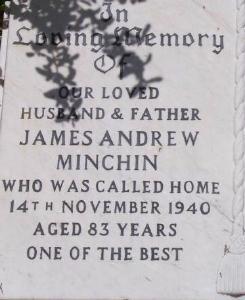 In
Loving Memory
Of
OUR LOVED
HUSBAND & FATHER
JAMES ANDREW
MINCHIN
WHO WAS CALLED HOME
14TH NOVEMBER 1940
AGED 83 YEARS
ONE OF THE BEST